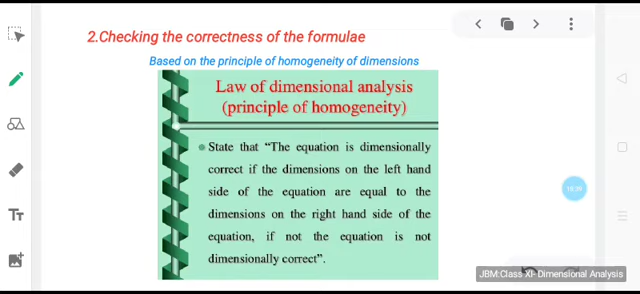 2.Checking the correctness of the formulae
Based on the principle of homogeneity of dimensions
Law of dimensional analysis
(principle of homogeneity)
State that “The equation is dimensionally
correct if the dimensions on the left hand
side of the equation are equal to the
dimensions on the right hand side of the
equation, if not the equation is not
dimensionally correct”.
Tt
JBM:Class XI-Dimensional Analysis